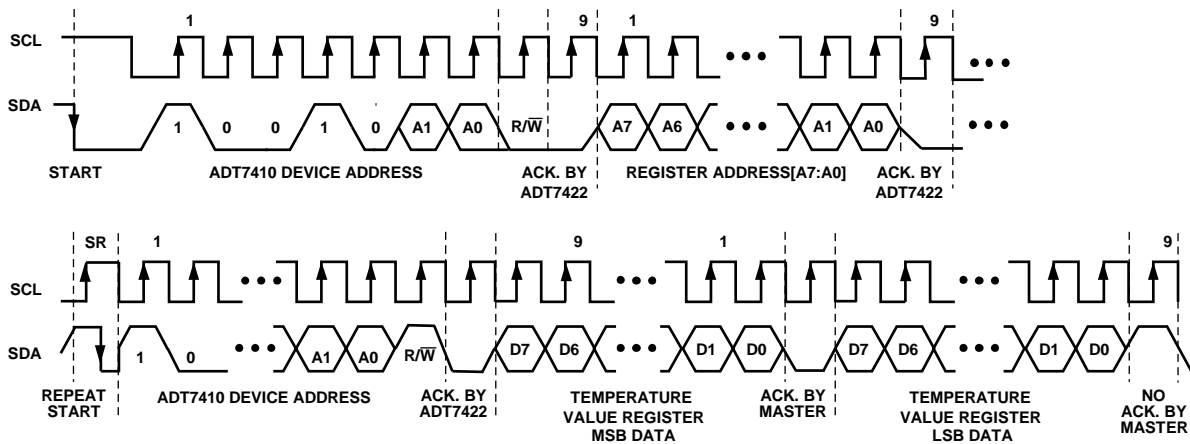 1 9 1 9
SCL
SDA
1 0 0 1 0 A1 A0 R/W A7 A6 A1 A0
START ADT7410 DEVICE ADDRESS ACK. BY REGISTER ADDRESS[A7:A0] ACK. BY
ADT7422 ADT7422
SR 1 9 1 9
SCL
SDA
1 0 A1 A0 R/W D7 D6 D1 D0 D7 D6 D1 D0
REPEAT
START
ADT7410 DEVICE ADDRESS
ACK. BY
ADT7422
TEMPERATURE
VALUE REGISTER
MSB DATA
ACK. BY
MASTER
TEMPERATURE
VALUE REGISTER
LSB DATA
NO
ACK. BY
MASTER